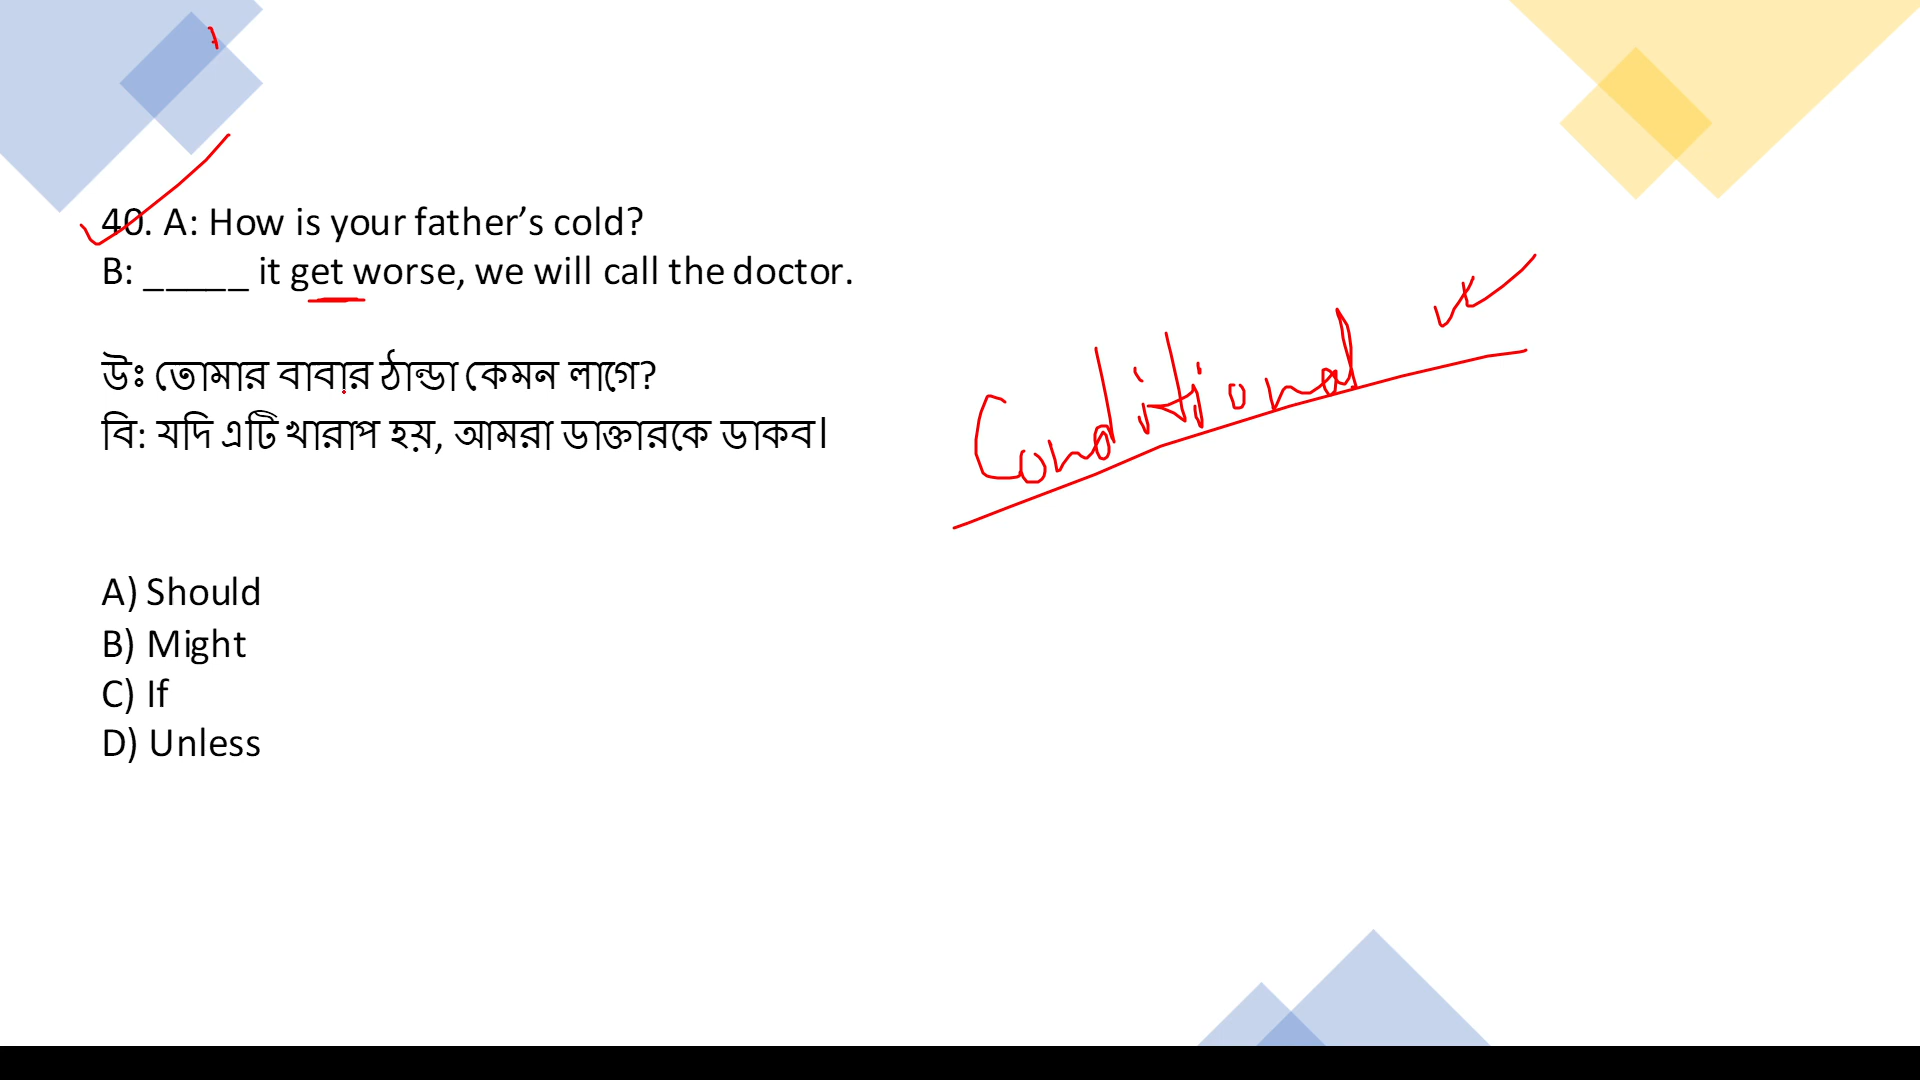 40. A: How is your father’s cold?
B: _____ it get worse, we will call the doctor.
উঃ তোমার বাবার ঠান্ডা কেমন লাগে?
বি: যদি এটি খারাপ হয়, আমরা ডাক্তারকে ডাকব।
Conditional
A) Should
B) Might
C) If
D) Unless